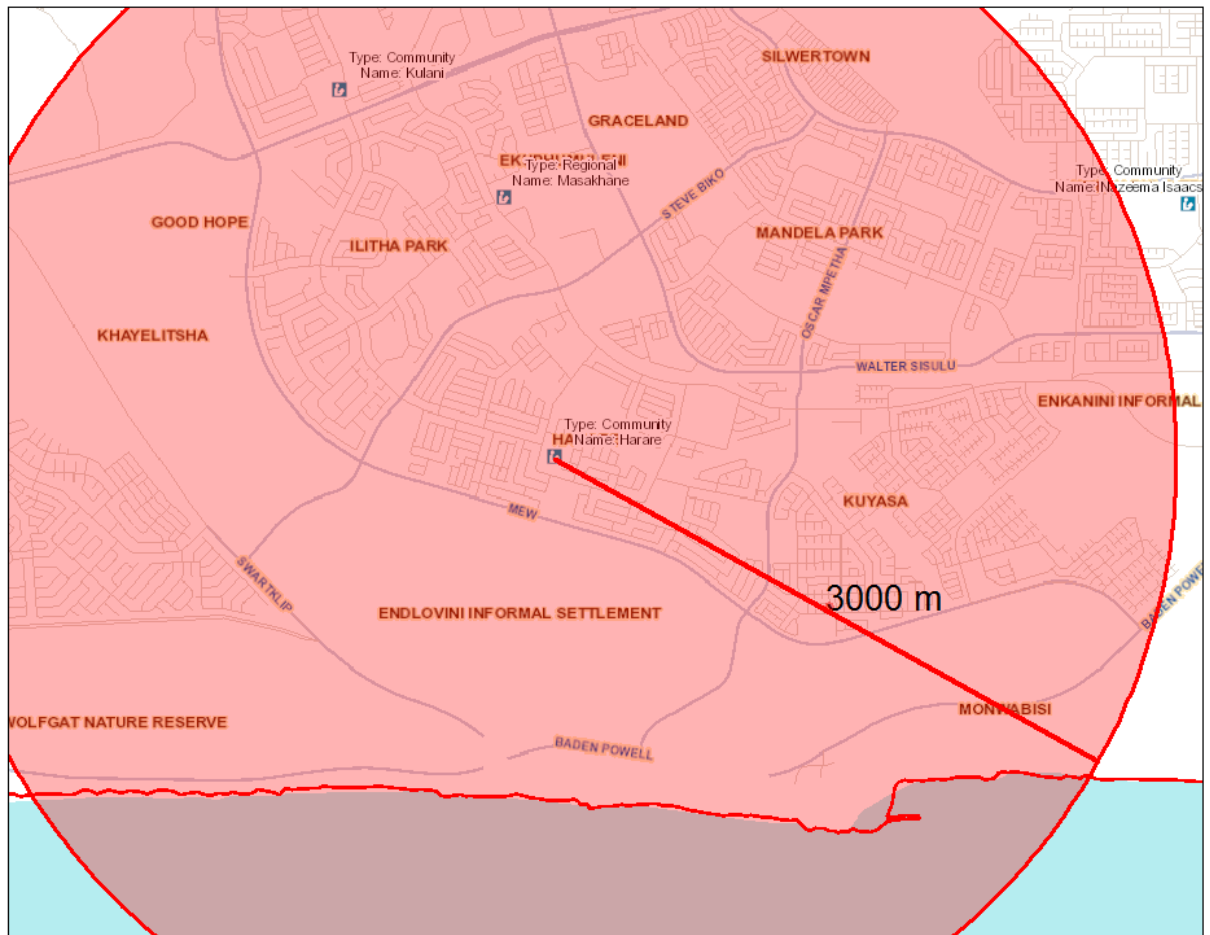 Type: Community
Name: Kulani
SILWERTOWN
GRACELAND
Type: Regional
Name: Masakhane
Type: Community
Name: Nazeema Isaacs
STEVE BIKO
GOOD HOPE
ILITHA PARK
MANDELA PARK
OSCAR MPETHA
KHAYELITSHA
WALTER SISULU
ENKANINI INFORMAL
Type: Community
Name: Harare
KUYASA
MEW
SWARTKLIP
3000 m
ENDLOVINI INFORMAL SETTLEMENT
BADEN POWELL
MONWABISI
WOLFGAT NATURE RESERVE
BADEN POWELL